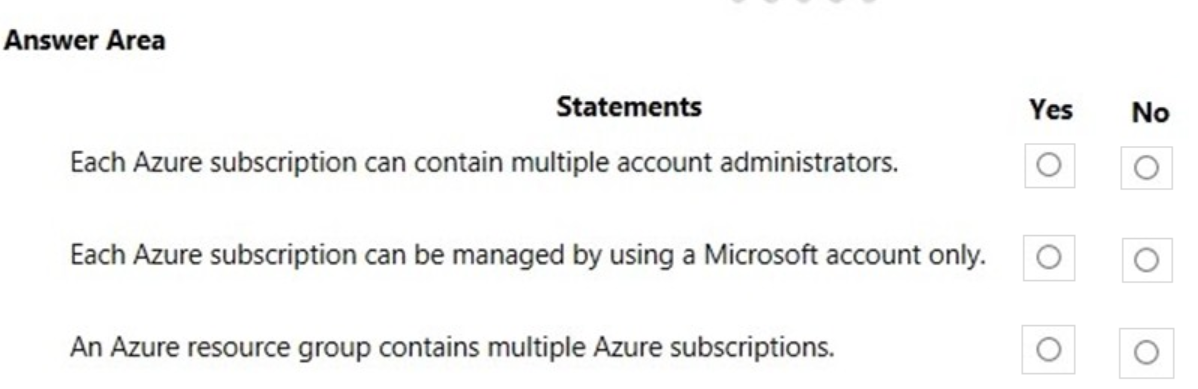 Answer Area
Statements Yes No
Each Azure subscription can contain multiple account administrators.
Each Azure subscription can be managed by using a Microsoft account only.
An Azure resource group contains multiple Azure subscriptions.